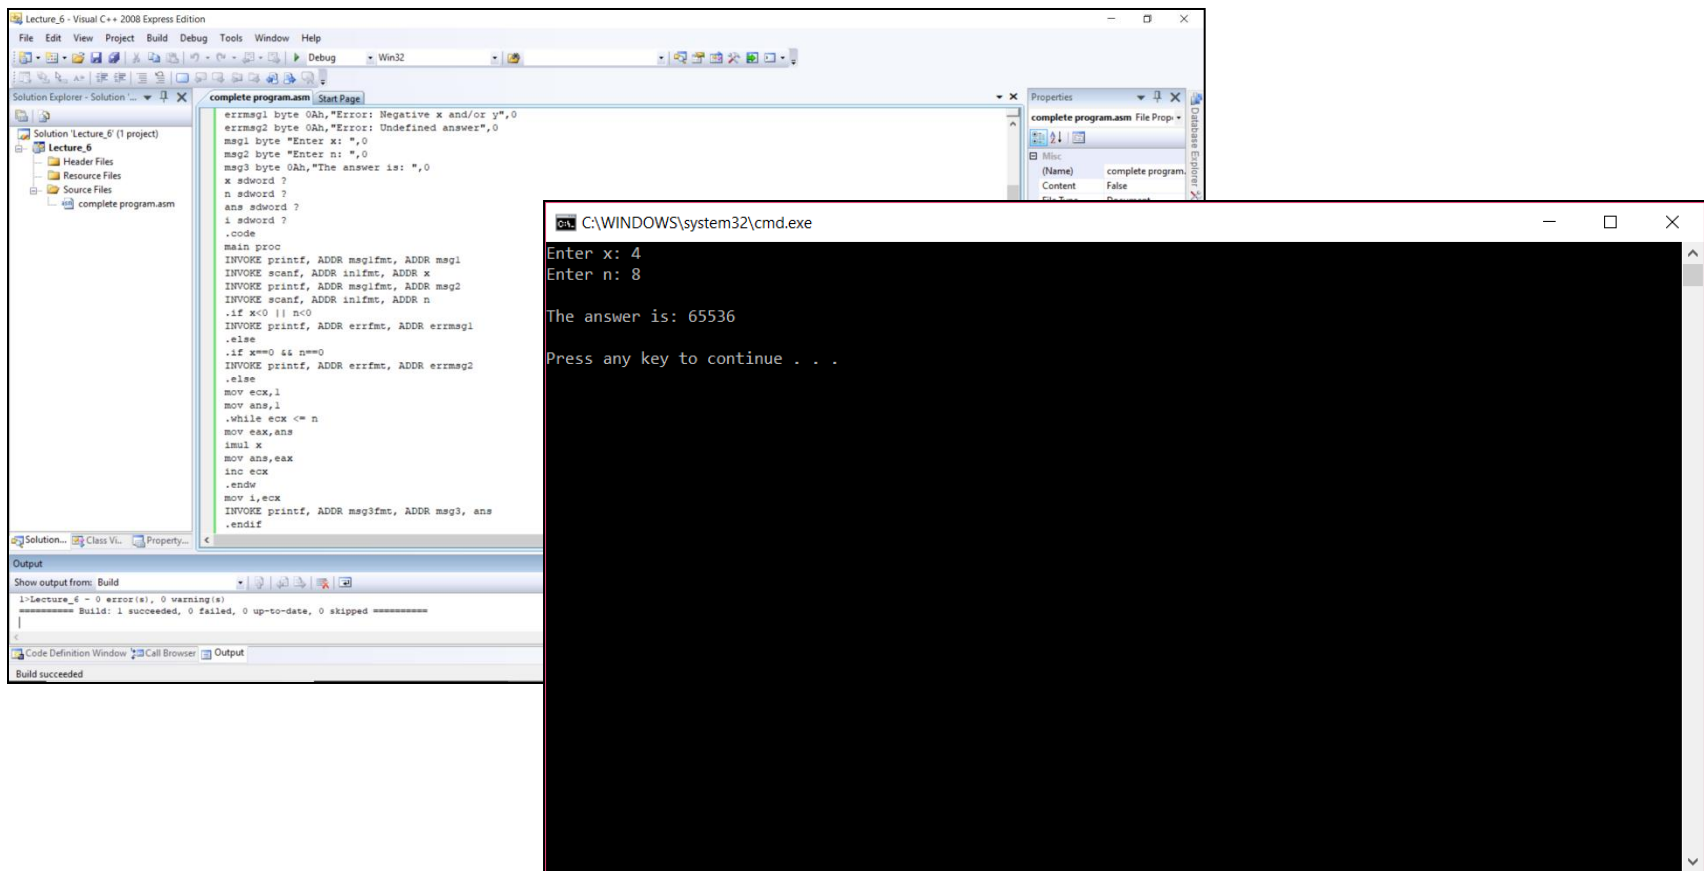 Lecture_6 - Visual C++ 2008 Express Edition
File Edit View Project Build Debug Tools Window Help
Debug Win32
Solution Explorer - Solution '...
Solution 'Lecture_6' (1 project)
Lecture_6
Header Files
Resource Files
Source Files
complete program.asm
complete program.asm Start Page
errmsg1 byte 0Ah,"Error: Negative x and/or y",0
errmsg2 byte 0Ah,"Error: Undefined answer",0
msg1 byte "Enter x: ",0
msg2 byte "Enter n: ",0
msg3 byte 0Ah,"The answer is: ",0
x sdword ?
n sdword ?
ans sdword ?
i sdword ?
.code
main proc
INVOKE printf, ADDR msg1fmt, ADDR msg1
INVOKE scanf, ADDR in1fmt, ADDR x
INVOKE printf, ADDR msg1fmt, ADDR msg2
INVOKE scanf, ADDR in1fmt, ADDR n
.if x<0 || n<0
INVOKE printf, ADDR errfmt, ADDR errmsg1
.else
.if x==0 && n==0
INVOKE printf, ADDR errfmt, ADDR errmsg2
.else
mov ecx,1
mov ans,1
.while ecx <= n
mov eax,ans
imul x
mov ans,eax
inc ecx
.endw
mov i,ecx
INVOKE printf, ADDR msg3fmt, ADDR msg3, ans
.endif
Properties
complete program.asm File Prop
Misc
(Name) complete program.
Content False
File Type Document
Database Explorer
Solution... Class Vi... Property...
Output
Show output from: Build
1>Lecture_6 - 0 error(s), 0 warning(s)
========== Build: 1 succeeded, 0 failed, 0 up-to-date, 0 skipped ==========
Code Definition Window Call Browser Output
Build succeeded
C:\WINDOWS\system32\cmd.exe
Enter x: 4
Enter n: 8
The answer is: 65536
Press any key to continue . . .